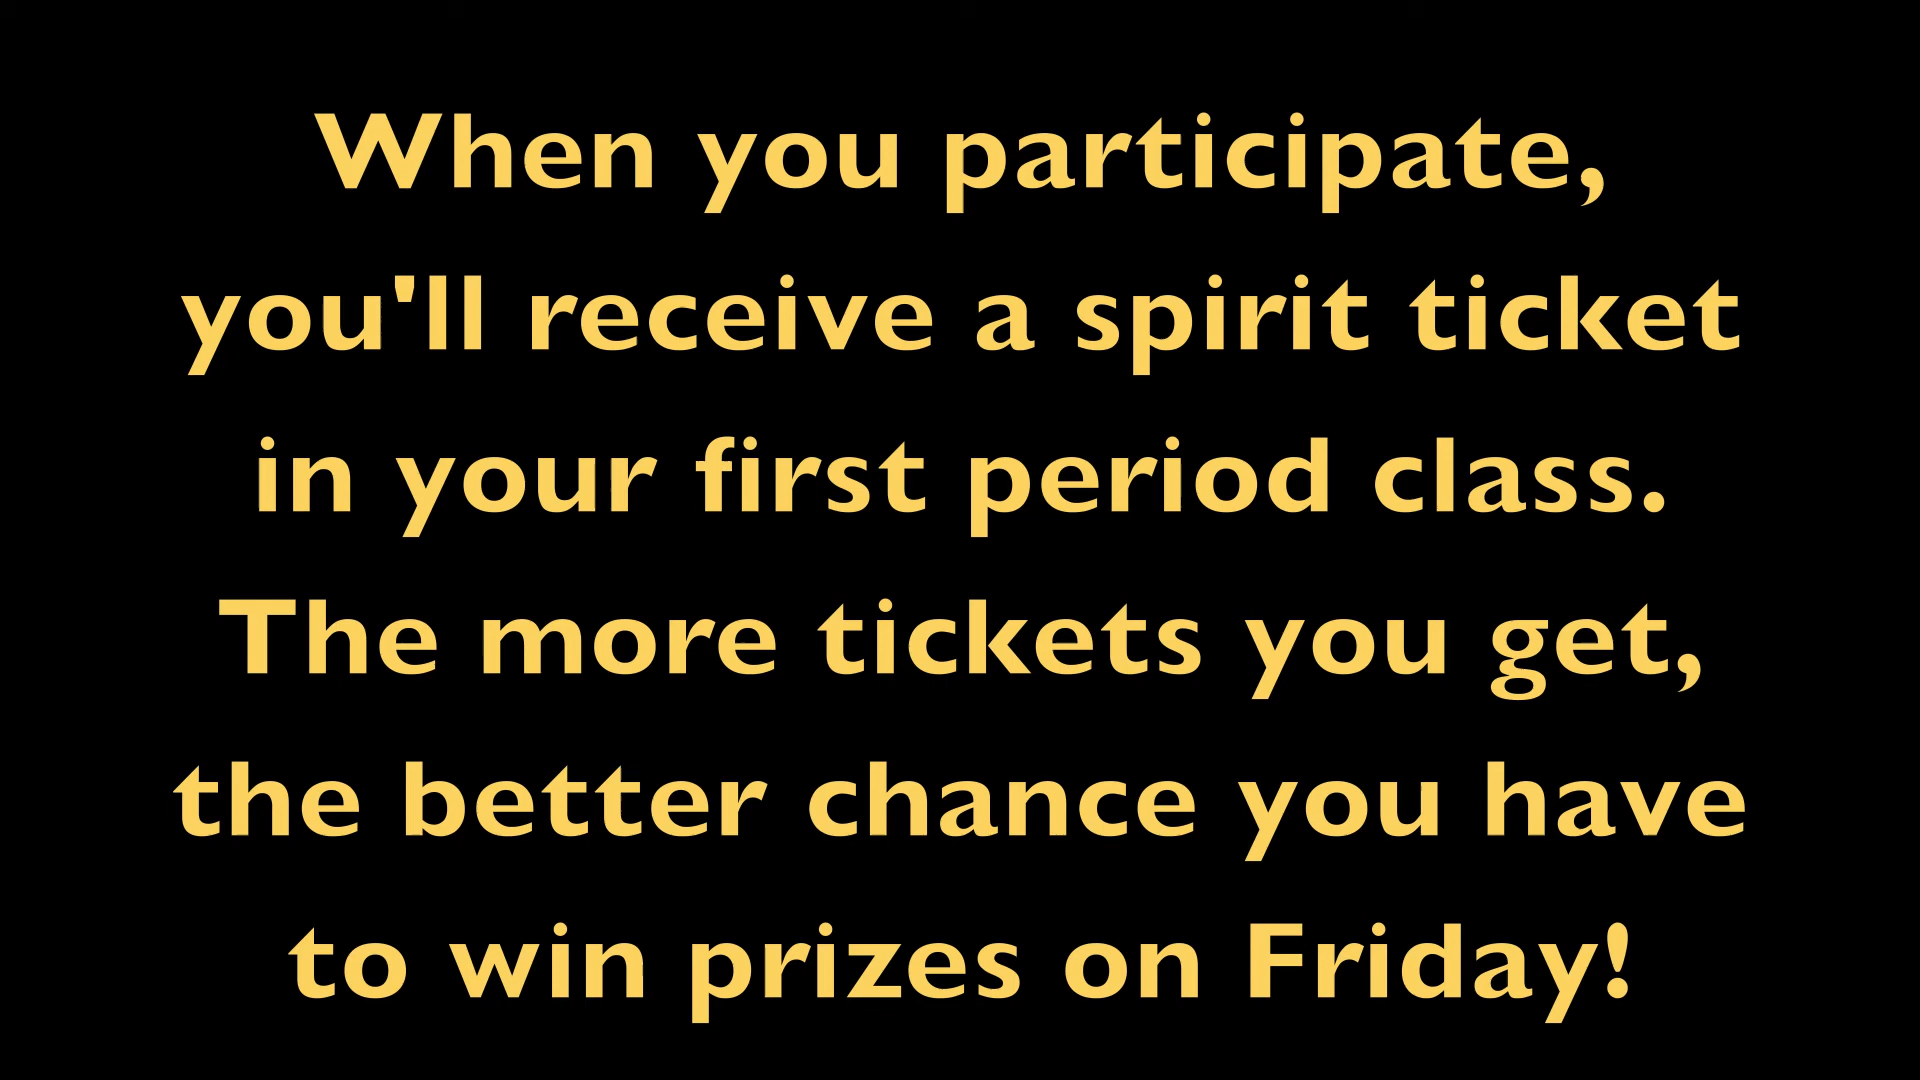 When you participate,
you'll receive a spirit ticket
in your first period class.
The more tickets you get,
the better chance you have
to win prizes on Friday!